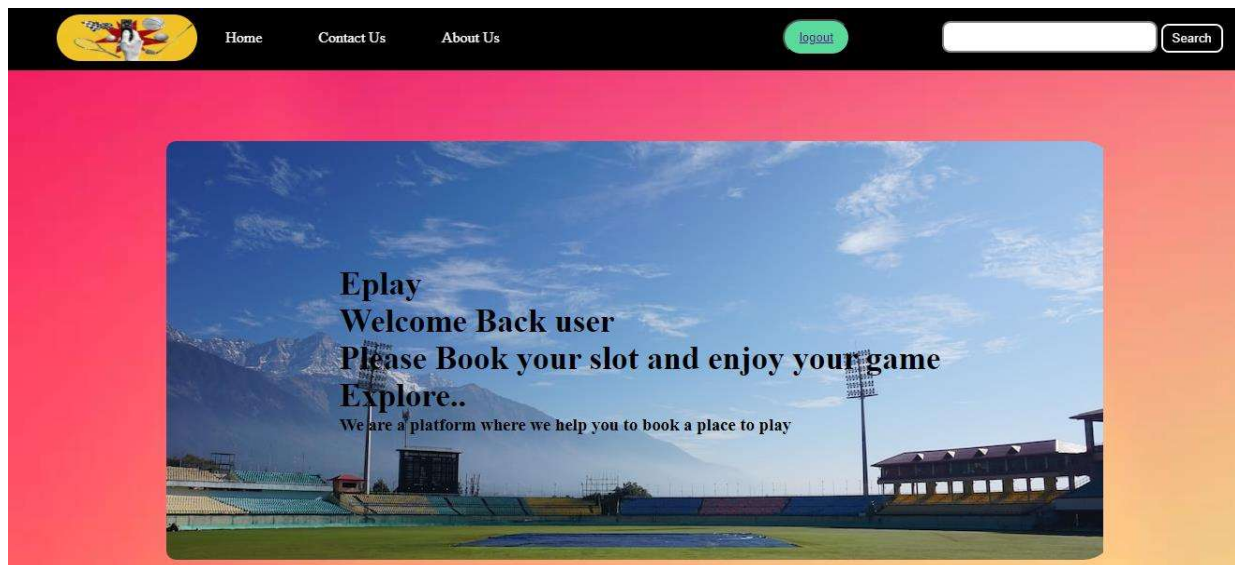 Home
Contact Us
About Us
logout
Search
Eplay
Welcome Back user
Please Book your slot and enjoy your game
Explore..
We are a platform where we help you to book a place to play